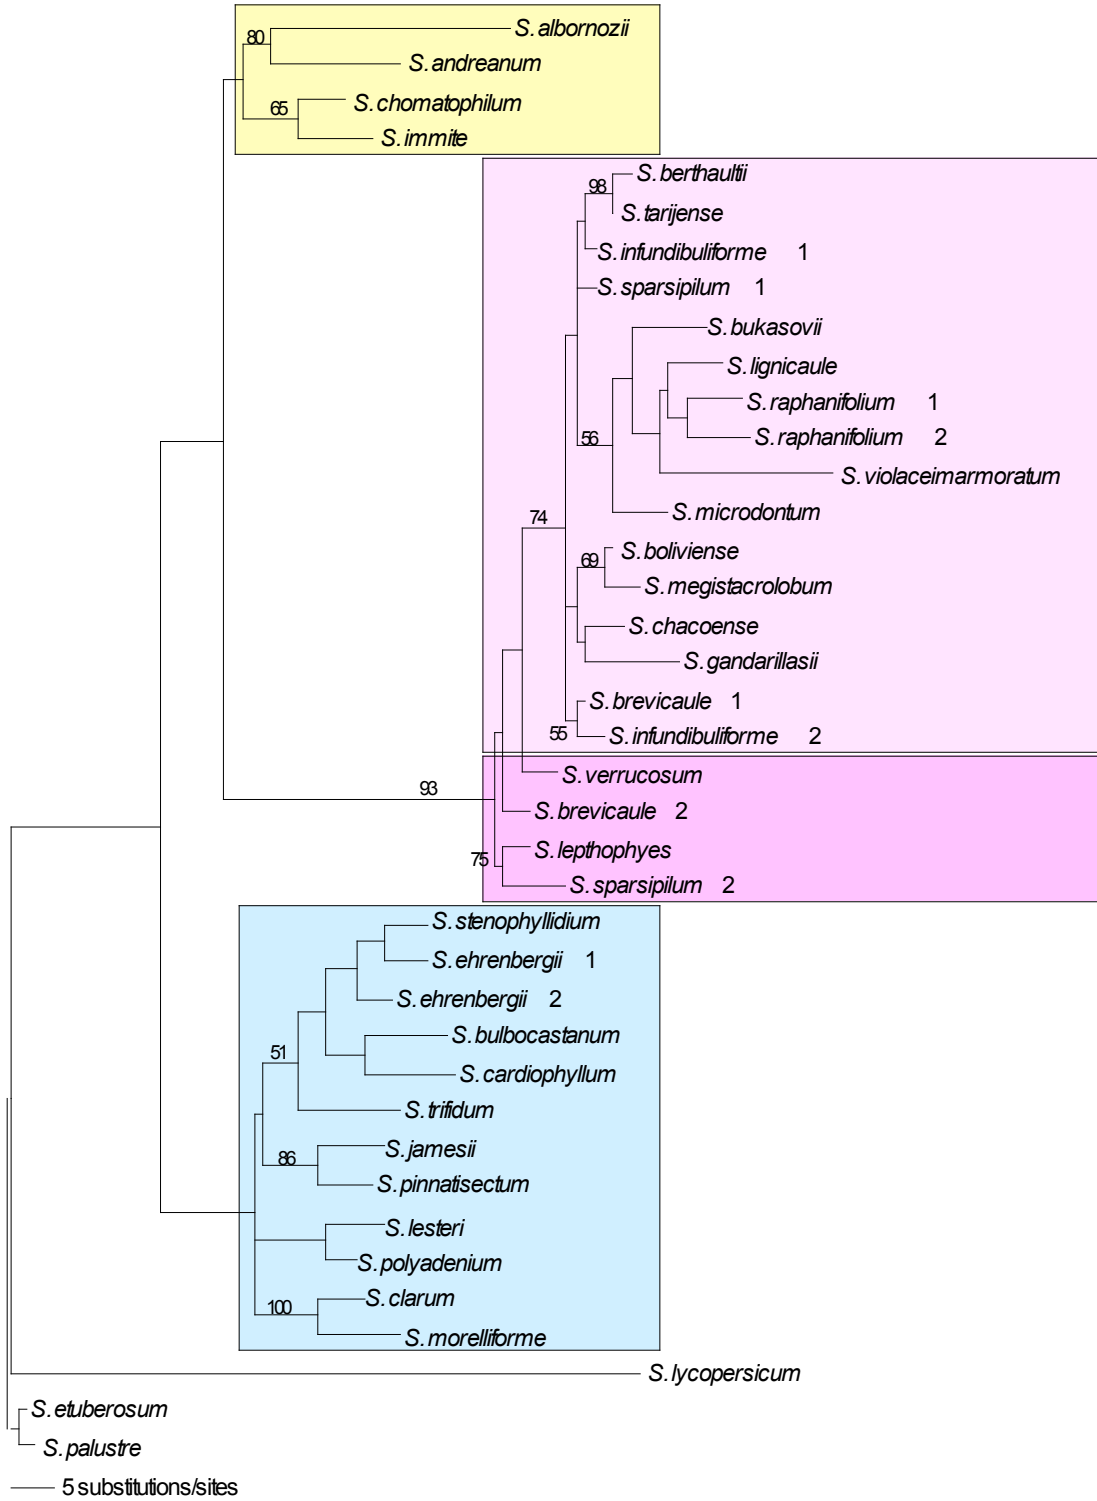 S. albornozii
80
S. andreanum
S. chomatophilum
65
S. immite
S. berthaultii
98
S. tarijense
S. infundibuliforme 1
S. sparsipilum 1
S. bukasovii
S. lignicaule
S. raphanifolium 1
56
S. raphanifolium 2
S. violaceimarmoratum
S. microdontum
74
S. boliviense
69
S. megistacrolobum
S. chacoense
S. gandarillasii
S. brevicaule 1
55
S. infundibuliforme 2
S. verrucosum
93
S. brevicaule 2
S. lepthophyes
75
S. sparsipilum 2
S. stenophyllidium
S. ehrenbergii 1
S. ehrenbergii 2
S. bulbocastanum
51
S. cardiophyllum
S. trifidum
S. jamesii
86
S. pinnatisectum
S. lesteri
S. polyadenium
S. clarum
100
S. morelliforme
S. lycopersicum
S. etuberosum
S. palustre
5 substitutions/sites